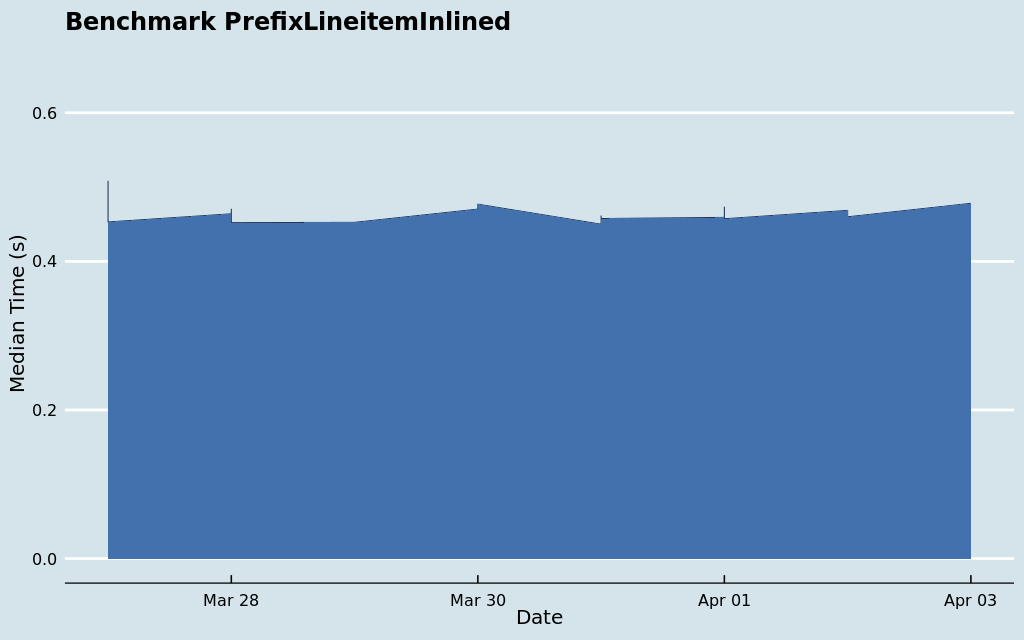 Benchmark PrefixLineitemInlined
0.6
0.4
0.2
0.0
Median Time (s)
Mar 28
Mar 30
Apr 01
Apr 03
Date